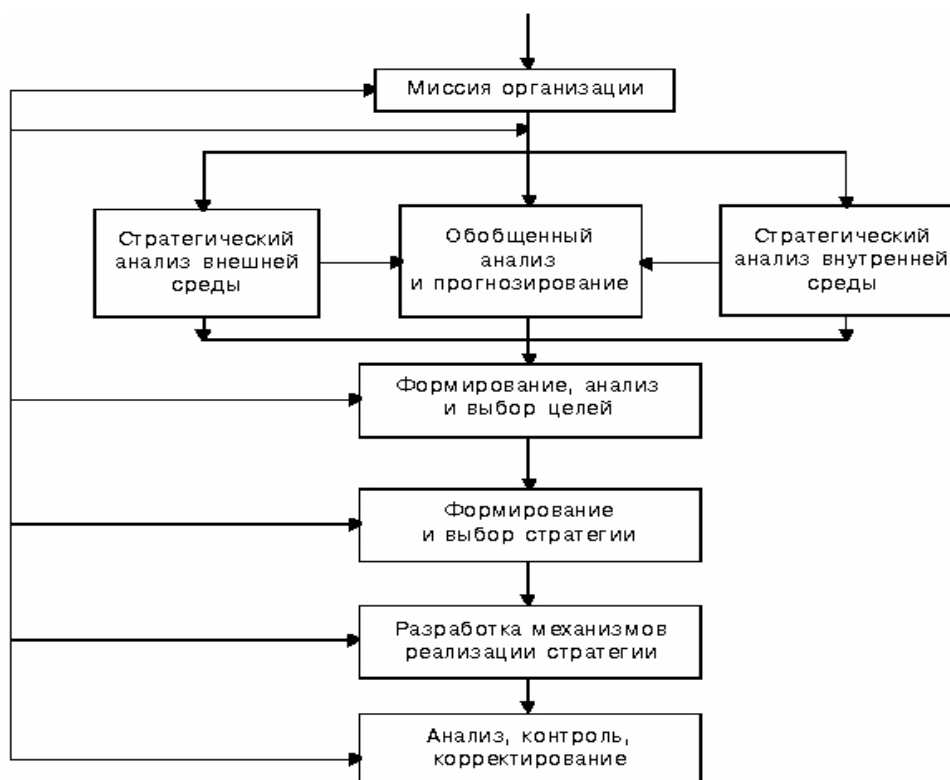 Миссия организации
Стратегический
анализ внешней
среды
Обобщенный
анализ
и прогнозирование
Стратегический
анализ внутренней
среды
Формирование, анализ
и выбор целей
Формирование
и выбор стратегии
Разработка механизмов
реализации стратегии
Анализ, контроль,
корректирование